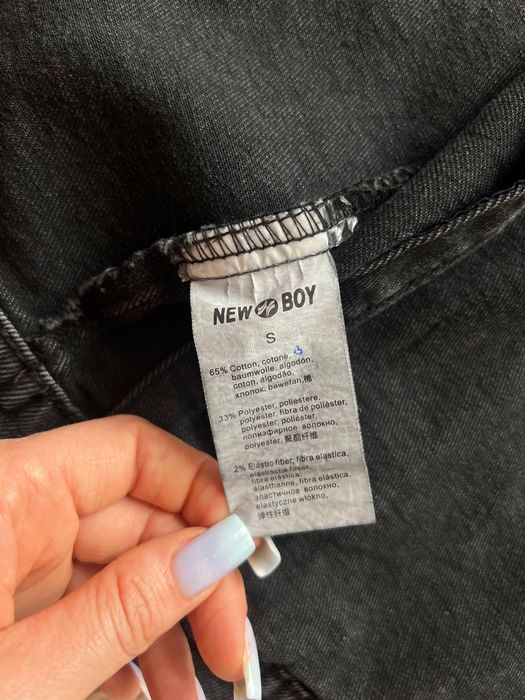 NEW BOY
S
65% Cotton, cotone,
baumwolle, algodón,
coton, algodão,
хлопок, bawełan,棉
33% Polyester, poliestere,
polyester, fibra de poliéster,
polyester, poliéster,
полиэфирное волокно,
polyester, 聚酯纤维
2% Elastic fiber, fibra elastica,
elastische faser,
fibra elástica,
élasthanne, fibra elástica,
эластичное волокно,
elastyczne włókno,
弹性纤维